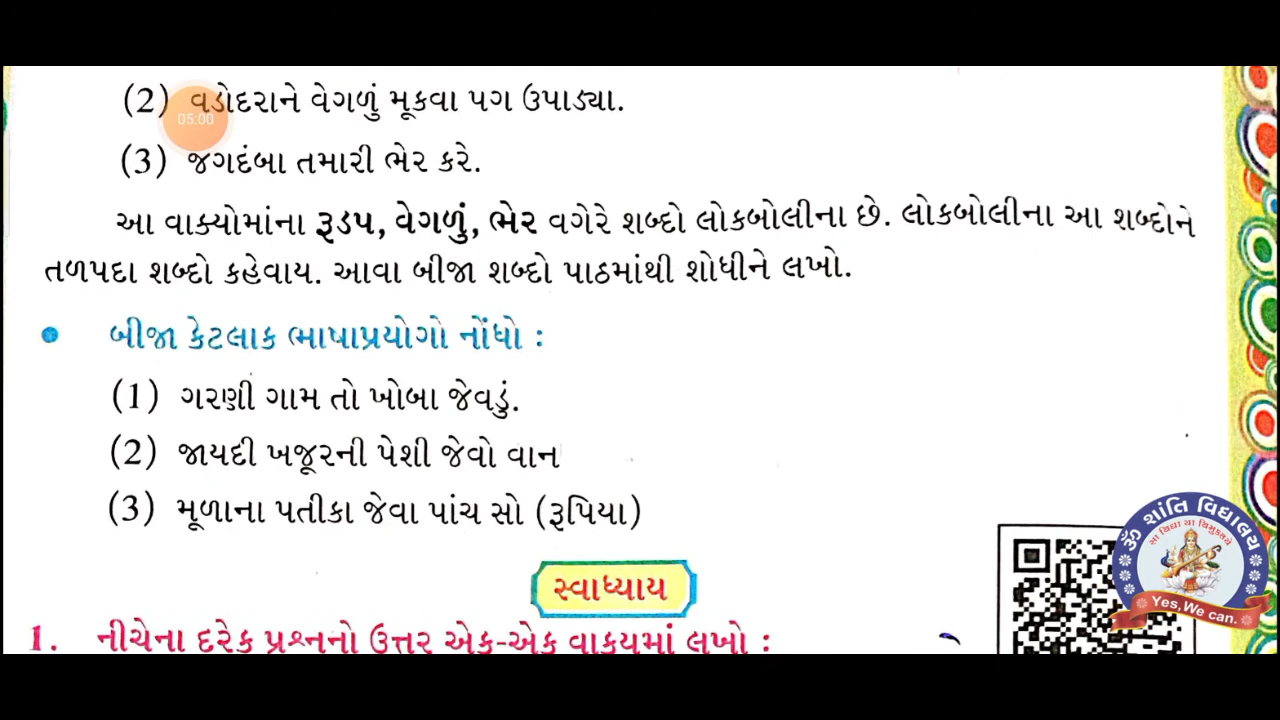 (2) વડોદરાને વેગળું મૂકવા પગ ઉપાડ્યા.
05:00
(3) જગદંબા તમારી ભેર કરે.
આ વાક્યોમાંના રૂડપ, વેગળું, ભેર વગેરે શબ્દો લોકબોલીના છે. લોકબોલીના આ શબ્દોને
તળપદા શબ્દો કહેવાય. આવા બીજા શબ્દો પાઠમાંથી શોધીને લખો.
• બીજા કેટલાક ભાષાપ્રયોગો નોંધો :
(1) ગરણી ગામ તો ખોબા જેવડું.
(2) જાયદી ખજૂરની પેશી જેવો વાન
(3) મૂળાના પતીકા જેવા પાંચ સો (રૂપિયા)
સ્વાધ્યાય
1. નીચેના દરેક પ્રશ્નનો ઉત્તર એક-એક વાક્યમાં લખો :
ૐ શાંતિ વિદ્યાલય
સા વિદ્યા યા વિમુક્તયે
Yes, We can.